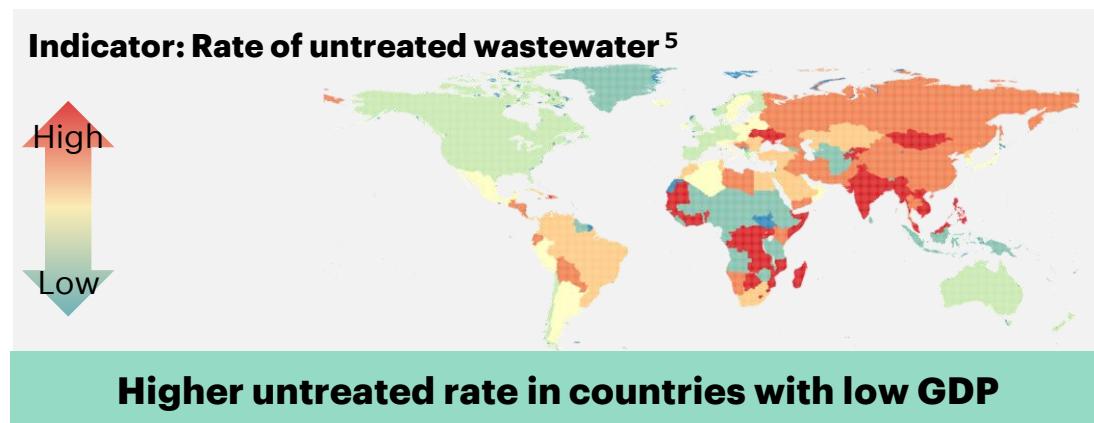 Indicator: Rate of untreated wastewater 5
High
Low
Higher untreated rate in countries with low GDP